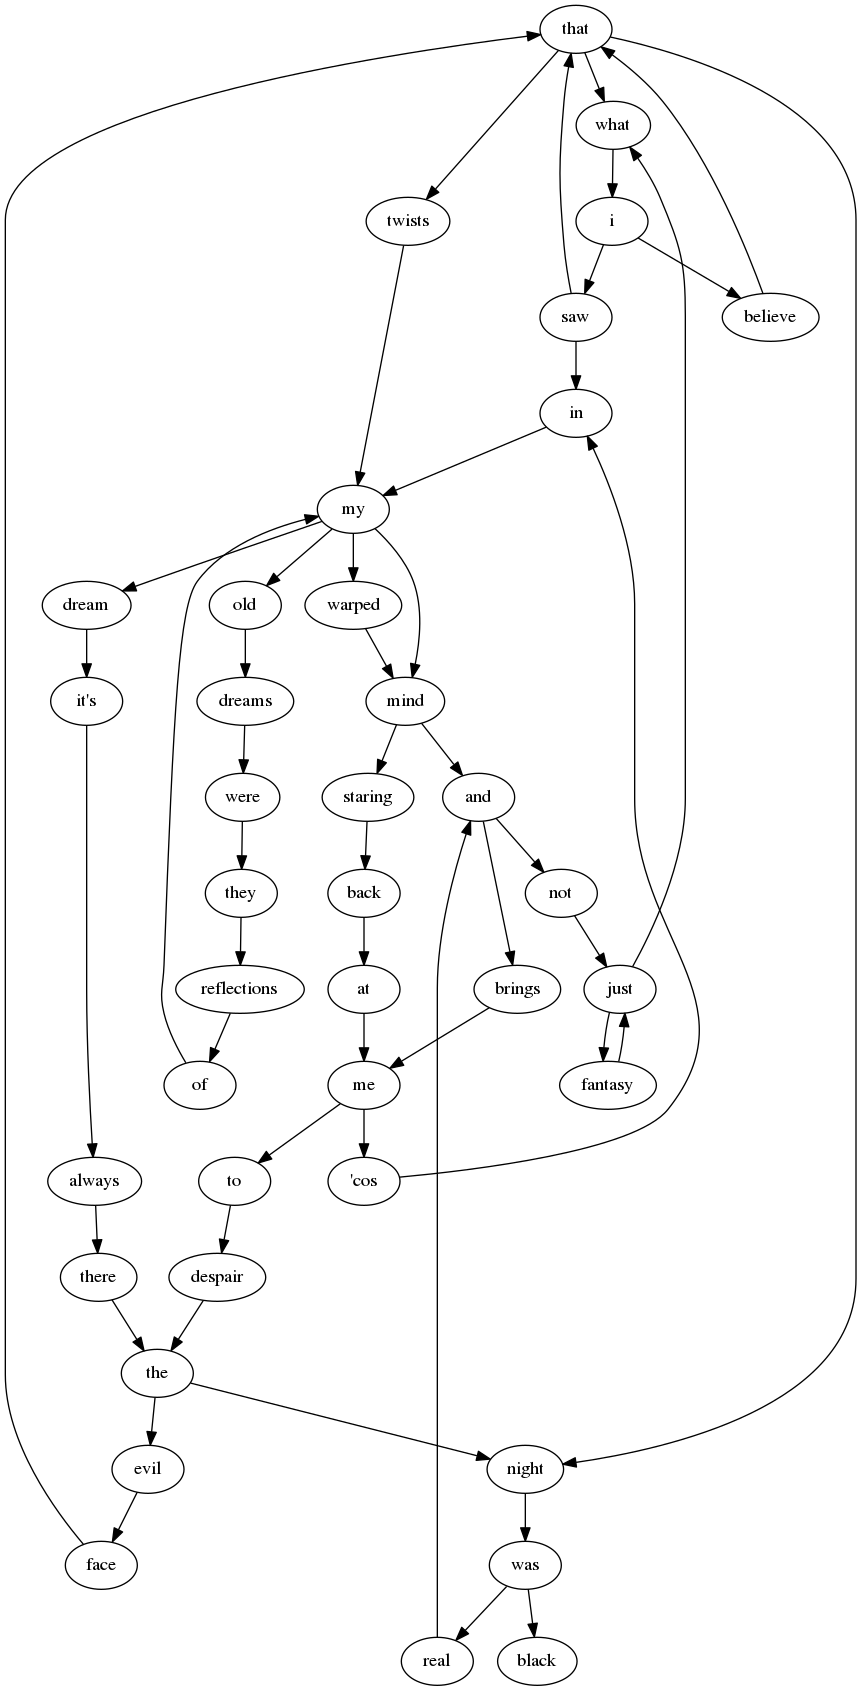 that
what
twists
i
saw
believe
in
my
dream
old
warped
it's
dreams
mind
were
staring
and
they
back
not
reflections
at
brings
just
of
me
fantasy
always
to
'cos
there
despair
the
evil
night
face
was
real
black